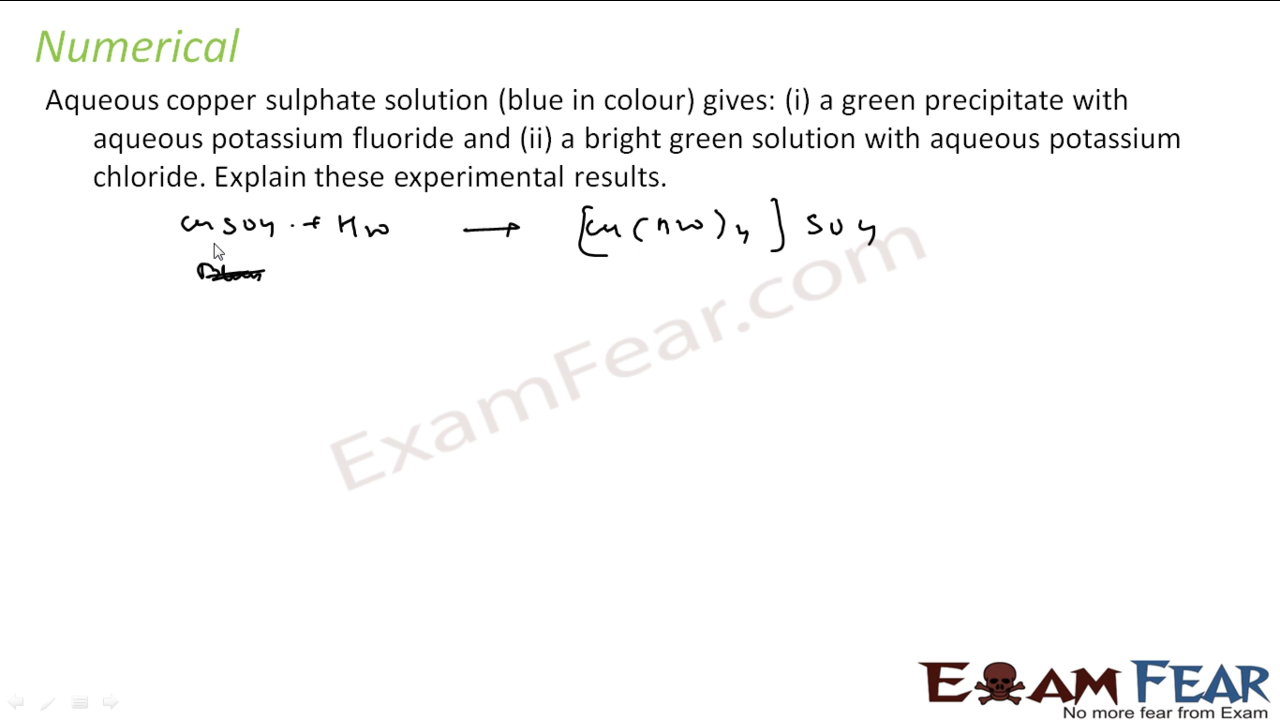 Numerical
Aqueous copper sulphate solution (blue in colour) gives: (i) a green precipitate with
aqueous potassium fluoride and (ii) a bright green solution with aqueous potassium
chloride. Explain these experimental results.
CuSO4 + H2O → [Cu(H2O)4] SO4
ExamFear.com
EXAM FEAR
No more fear from Exam